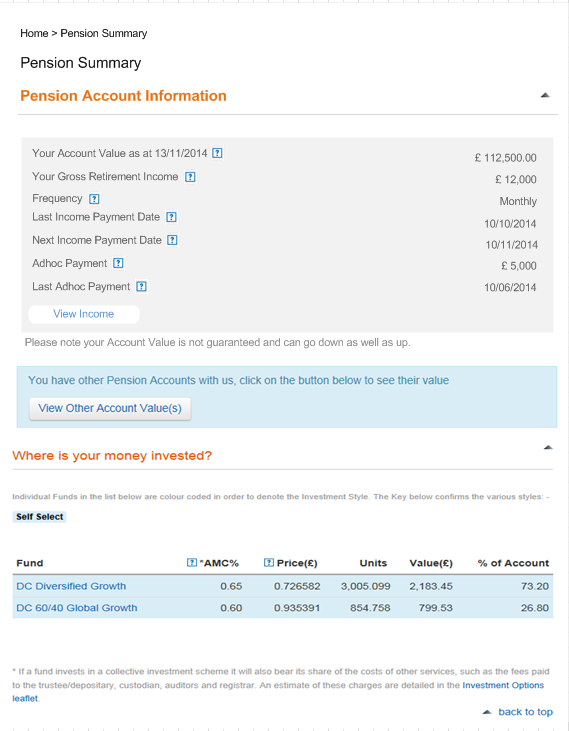 Home > Pension Summary
Pension Summary
Pension Account Information
Your Account Value as at 13/11/2014 ? £ 112,500.00
Your Gross Retirement Income ? £ 12,000
Frequency ? Monthly
Last Income Payment Date ? 10/10/2014
Next Income Payment Date ? 10/11/2014
Adhoc Payment ? £ 5,000
Last Adhoc Payment ? 10/06/2014
View Income
Please note your Account Value is not guaranteed and can go down as well as up.
You have other Pension Accounts with us, click on the button below to see their value
View Other Account Value(s)
Where is your money invested?
Individual Funds in the list below are colour coded in order to denote the Investment Style. The Key below confirms the various styles: -
Self Select
Fund ? *AMC% ? Price(£) Units Value(£) % of Account
DC Diversified Growth 0.65 0.726582 3,005.099 2,183.45 73.20
DC 60/40 Global Growth 0.60 0.935391 854.758 799.53 26.80
* If a fund invests in a collective investment scheme it will also bear its share of the costs of other services, such as the fees paid
to the trustee/depositary, custodian, auditors and registrar. An estimate of these charges are detailed in the Investment Options
leaflet.
back to top